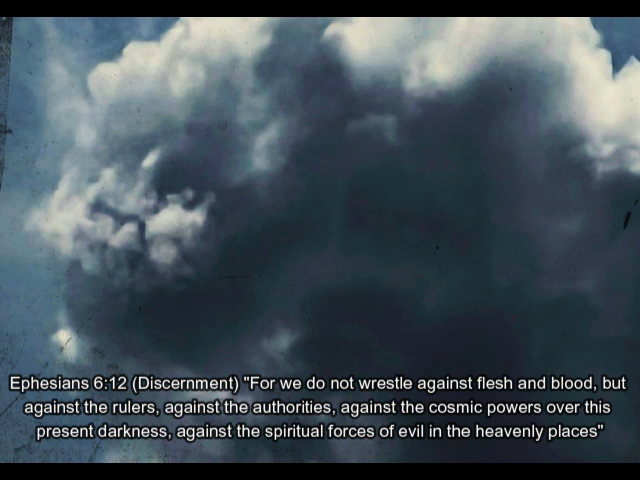 Ephesians 6:12 (Discernment) "For we do not wrestle against flesh and blood, but
against the rulers, against the authorities, against the cosmic powers over this
present darkness, against the spiritual forces of evil in the heavenly places"